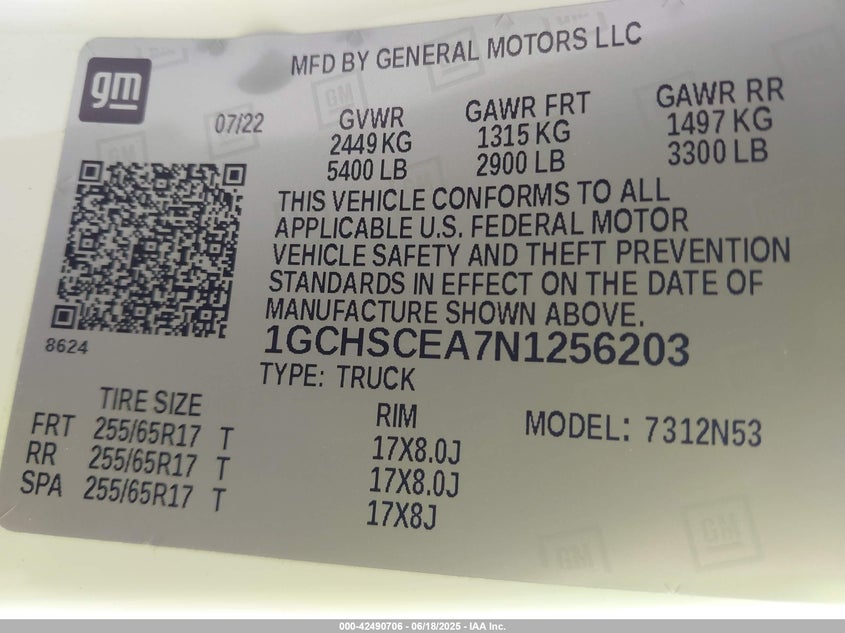 MFD BY GENERAL MOTORS LLC
gm
07/22
GVWR GAWR FRT GAWR RR
2449 KG 1315 KG 1497 KG
5400 LB 2900 LB 3300 LB
THIS VEHICLE CONFORMS TO ALL
APPLICABLE U.S. FEDERAL MOTOR
VEHICLE SAFETY AND THEFT PREVENTION
STANDARDS IN EFFECT ON THE DATE OF
MANUFACTURE SHOWN ABOVE.
8624
1GCHSCEA7N1256203
TYPE: TRUCK
TIRE SIZE RIM MODEL: 7312N53
FRT 255/65R17 T 17X8.0J
RR 255/65R17 T 17X8.0J
SPA 255/65R17 T 17X8J
GM
GM
GM
000-42490706 - 06/18/2025 - IAA Inc.